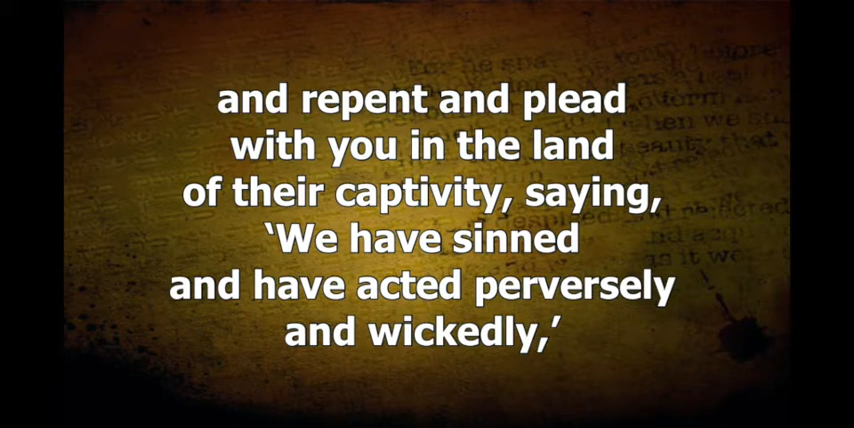 and repent and plead
with you in the land
of their captivity, saying,
‘We have sinned
and have acted perversely
and wickedly,’